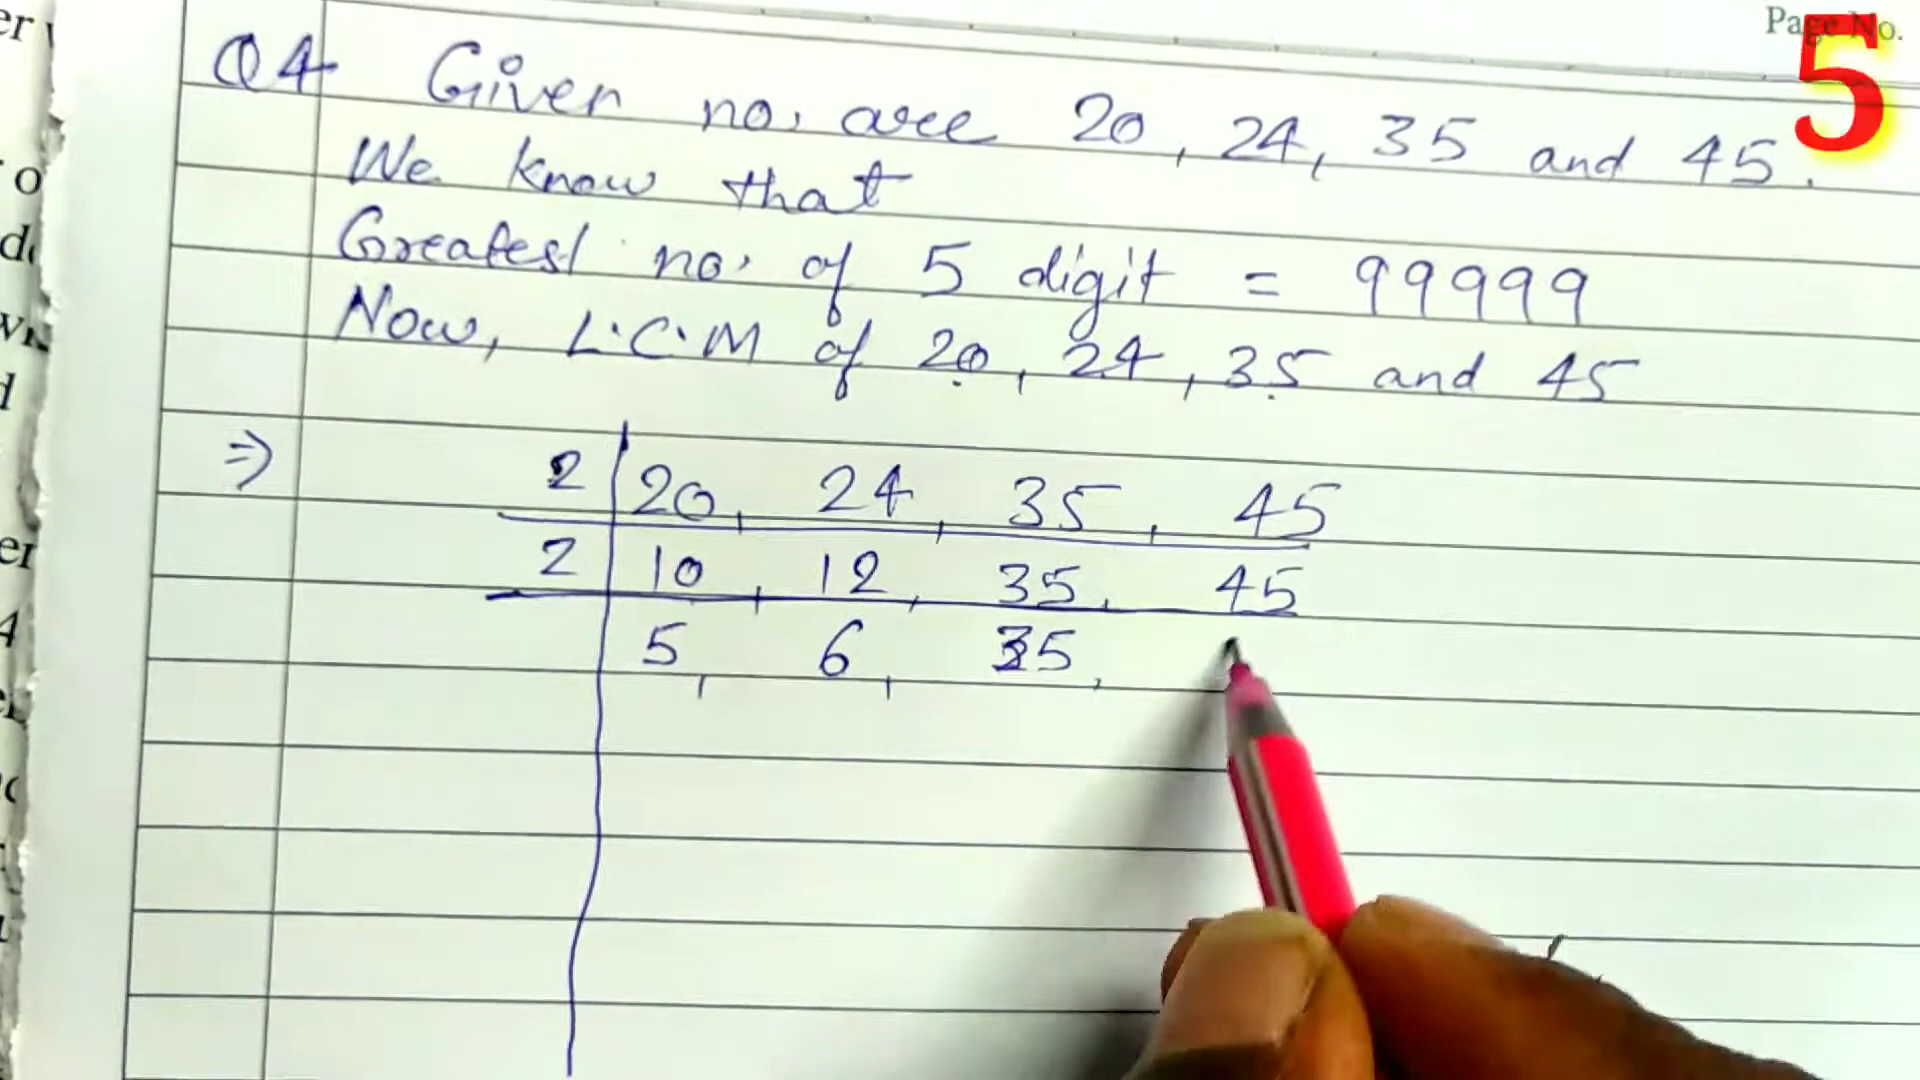 Page No.
5
Q4 Given no. are 20, 24, 35 and 45.
We know that
Greatest no. of 5 digit = 99999
Now, L.C.M of 20, 24, 35 and 45
⇒ 2 | 20, 24, 35, 45
2 | 10, 12, 35, 45
5, 6, 35,